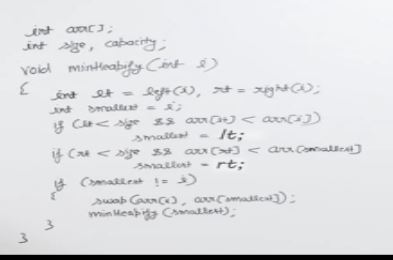 int arr[];
int size, capacity;
void minHeapify(int i)
{
int lt = left(i), rt = right(i);
int smallest = i;
if (lt < size && arr[lt] < arr[i])
smallest = lt;
if (rt < size && arr[rt] < arr[smallest]
smallest = rt;
if (smallest != i)
{
swap(arr[i], arr[smallest]);
minHeapify(smallest);
}
}